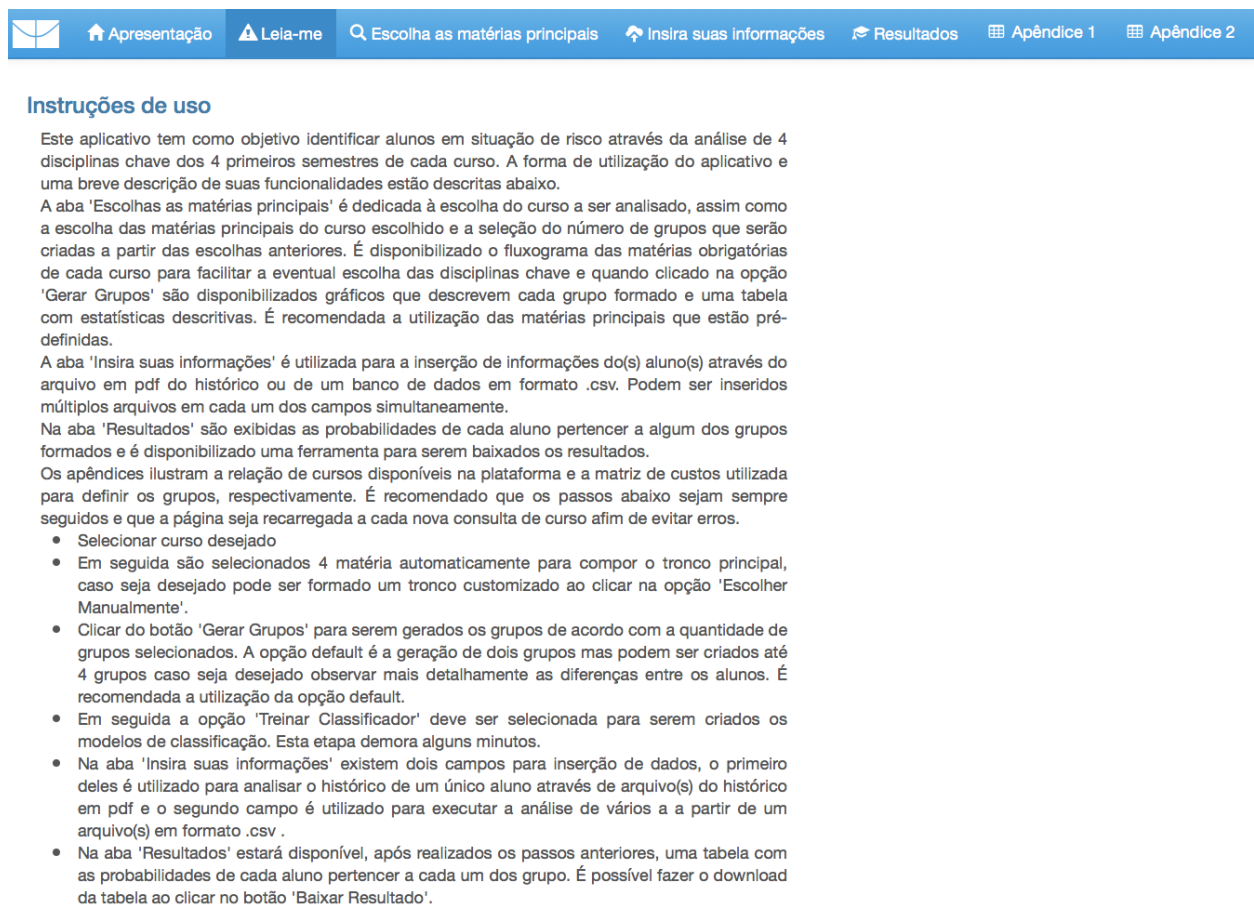 Apresentação Leia-me Escolha as matérias principais Insira suas informações Resultados Apêndice 1 Apêndice 2
Instruções de uso
Este aplicativo tem como objetivo identificar alunos em situação de risco através da análise de 4
disciplinas chave dos 4 primeiros semestres de cada curso. A forma de utilização do aplicativo e
uma breve descrição de suas funcionalidades estão descritas abaixo.
A aba 'Escolhas as matérias principais' é dedicada à escolha do curso a ser analisado, assim como
a escolha das matérias principais do curso escolhido e a seleção do número de grupos que serão
criadas a partir das escolhas anteriores. É disponibilizado o fluxograma das matérias obrigatórias
de cada curso para facilitar a eventual escolha das disciplinas chave e quando clicado na opção
'Gerar Grupos' são disponibilizados gráficos que descrevem cada grupo formado e uma tabela
com estatísticas descritivas. É recomendada a utilização das matérias principais que estão pré-
definidas.
A aba 'Insira suas informações' é utilizada para a inserção de informações do(s) aluno(s) através do
arquivo em pdf do histórico ou de um banco de dados em formato .csv. Podem ser inseridos
múltiplos arquivos em cada um dos campos simultaneamente.
Na aba 'Resultados' são exibidas as probabilidades de cada aluno pertencer a algum dos grupos
formados e é disponibilizado uma ferramenta para serem baixados os resultados.
Os apêndices ilustram a relação de cursos disponíveis na plataforma e a matriz de custos utilizada
para definir os grupos, respectivamente. É recomendado que os passos abaixo sejam sempre
seguidos e que a página seja recarregada a cada nova consulta de curso afim de evitar erros.
• Selecionar curso desejado
• Em seguida são selecionados 4 matéria automaticamente para compor o tronco principal,
caso seja desejado pode ser formado um tronco customizado ao clicar na opção 'Escolher
Manualmente'.
• Clicar do botão 'Gerar Grupos' para serem gerados os grupos de acordo com a quantidade de
grupos selecionados. A opção default é a geração de dois grupos mas podem ser criados até
4 grupos caso seja desejado observar mais detalhamente as diferenças entre os alunos. É
recomendada a utilização da opção default.
• Em seguida a opção 'Treinar Classificador' deve ser selecionada para serem criados os
modelos de classificação. Esta etapa demora alguns minutos.
• Na aba 'Insira suas informações' existem dois campos para inserção de dados, o primeiro
deles é utilizado para analisar o histórico de um único aluno através de arquivo(s) do histórico
em pdf e o segundo campo é utilizado para executar a análise de vários a a partir de um
arquivo(s) em formato .csv .
• Na aba 'Resultados' estará disponível, após realizados os passos anteriores, uma tabela com
as probabilidades de cada aluno pertencer a cada um dos grupo. É possível fazer o download
da tabela ao clicar no botão 'Baixar Resultado'.